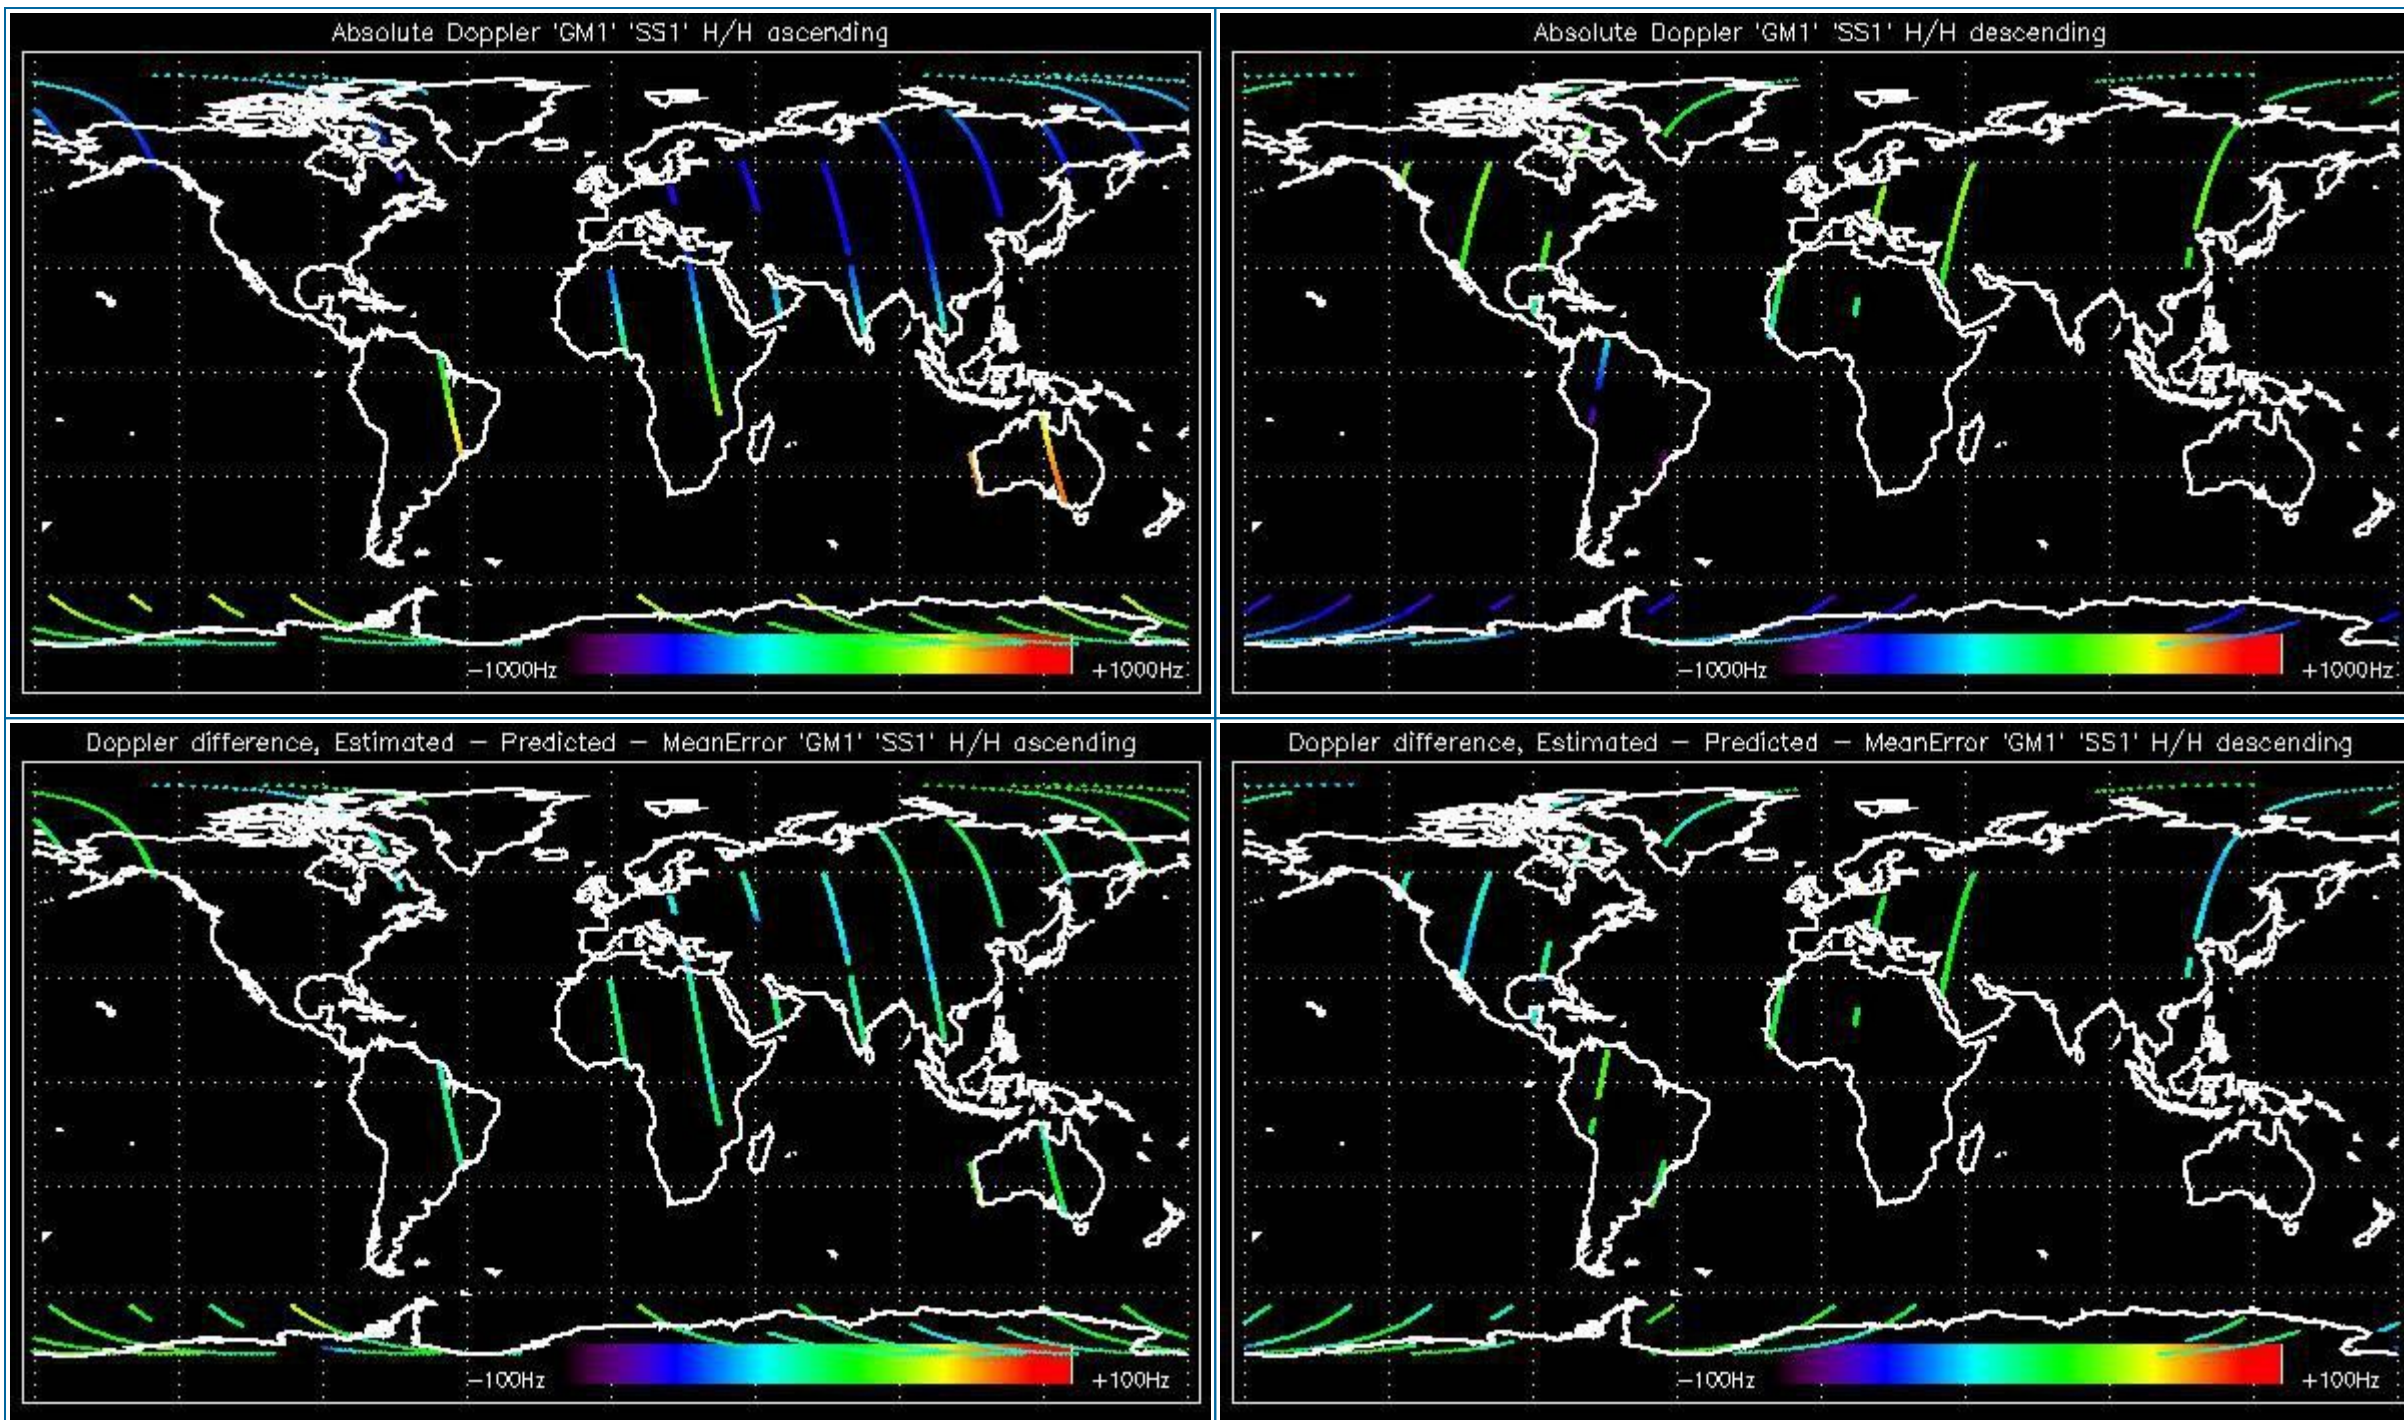 Absolute Doppler 'GM1' 'SS1' H/H ascending
-1000Hz
+1000Hz
Absolute Doppler 'GM1' 'SS1' H/H descending
-1000Hz
+1000Hz
Doppler difference, Estimated - Predicted - MeanError 'GM1' 'SS1' H/H ascending
-100Hz
+100Hz
Doppler difference, Estimated - Predicted - MeanError 'GM1' 'SS1' H/H descending
-100Hz
+100Hz